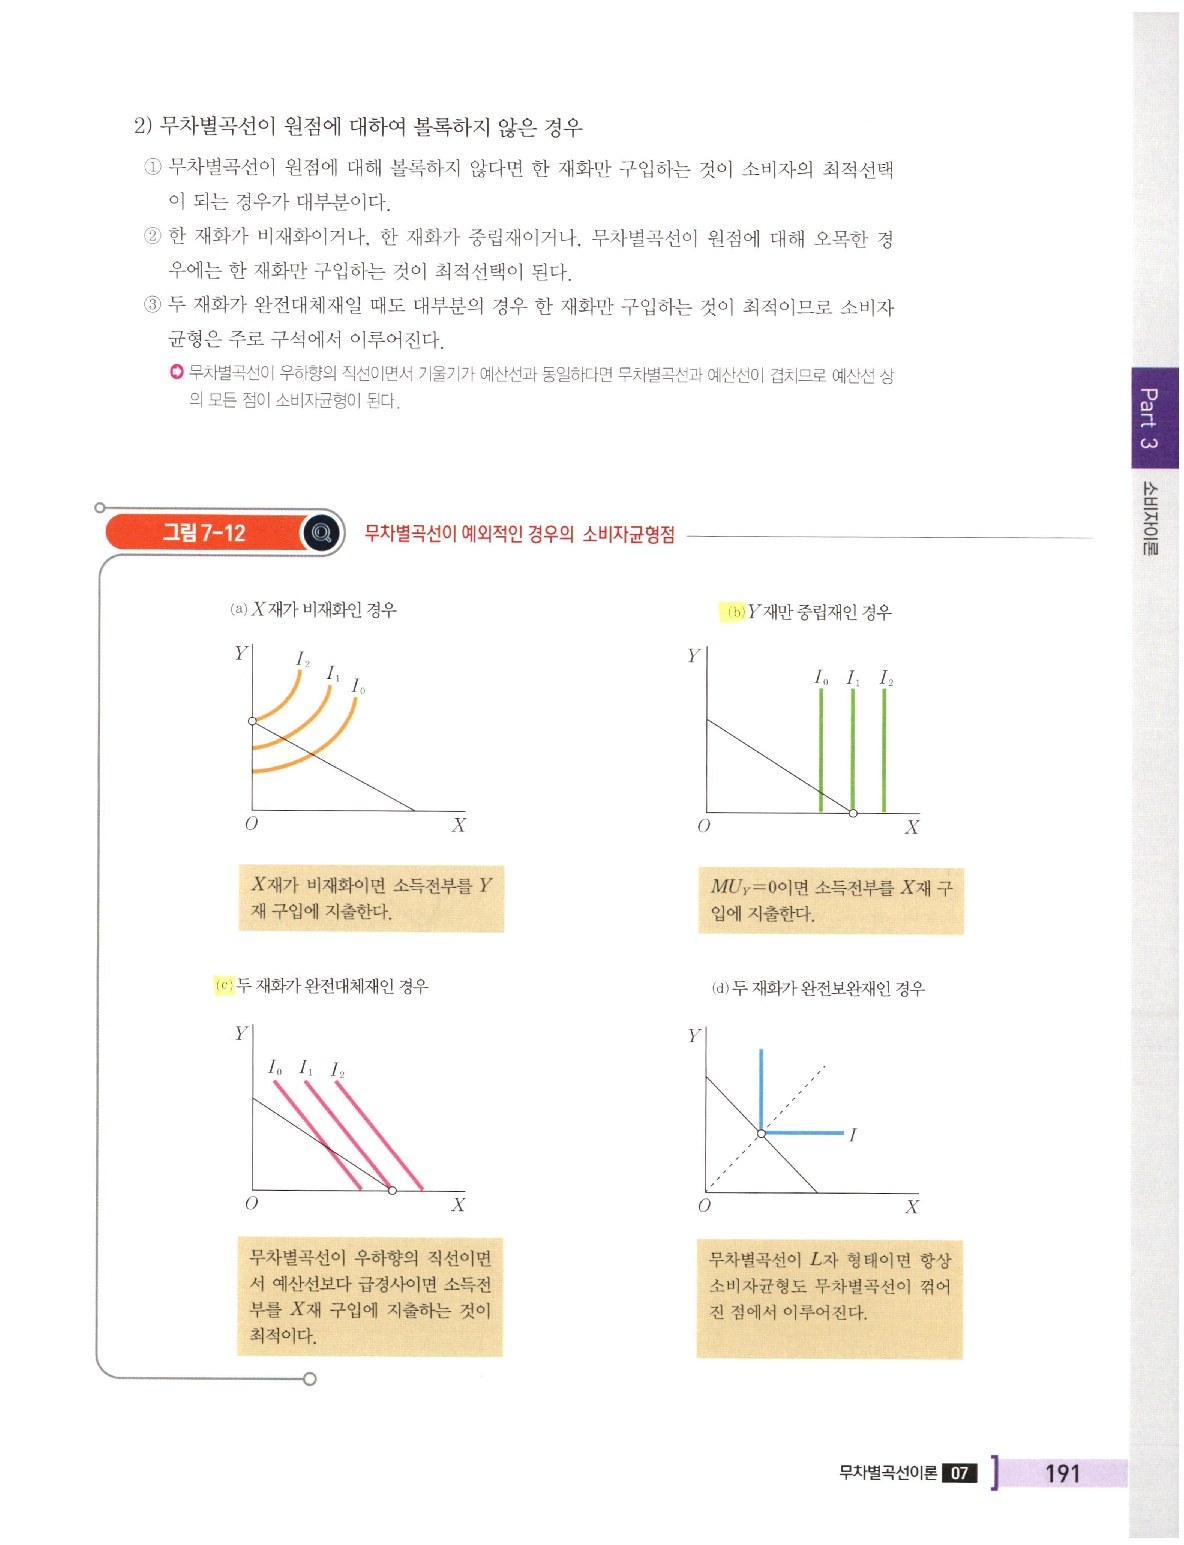 2) 무차별곡선이 원점에 대하여 볼록하지 않은 경우
① 무차별곡선이 원점에 대해 볼록하지 않다면 한 재화만 구입하는 것이 소비자의 최적선택
이 되는 경우가 대부분이다.
② 한 재화가 비재화이거나, 한 재화가 중립재이거나, 무차별곡선이 원점에 대해 오목한 경
우에는 한 재화만 구입하는 것이 최적선택이 된다.
③ 두 재화가 완전대체재일 때도 대부분의 경우 한 재화만 구입하는 것이 최적이므로 소비자
균형은 주로 구석에서 이루어진다.
무차별곡선이 우하향의 직선이면서 기울기가 예산선과 동일하다면 무차별곡선과 예산선이 겹치므로 예산선 상
의 모든 점이 소비자균형이 된다.
Part 3
소비자이론
그림 7-12
무차별곡선이 예외적인 경우의 소비자균형점
(a) X재가 비재화인 경우
Y
I₂
I₁
I₀
O
X
X재가 비재화이면 소득전부를 Y
재 구입에 지출한다.
(b) Y재만 중립재인 경우
Y
I₀ I₁ I₂
O
X
MU_Y=0이면 소득전부를 X재 구
입에 지출한다.
(c) 두 재화가 완전대체재인 경우
Y
I₀ I₁ I₂
O
X
무차별곡선이 우하향의 직선이면
서 예산선보다 급경사이면 소득전
부를 X재 구입에 지출하는 것이
최적이다.
(d) 두 재화가 완전보완재인 경우
Y
I
O
X
무차별곡선이 L자 형태이면 항상
소비자균형도 무차별곡선이 꺾어
진 점에서 이루어진다.
무차별곡선이론 07
191